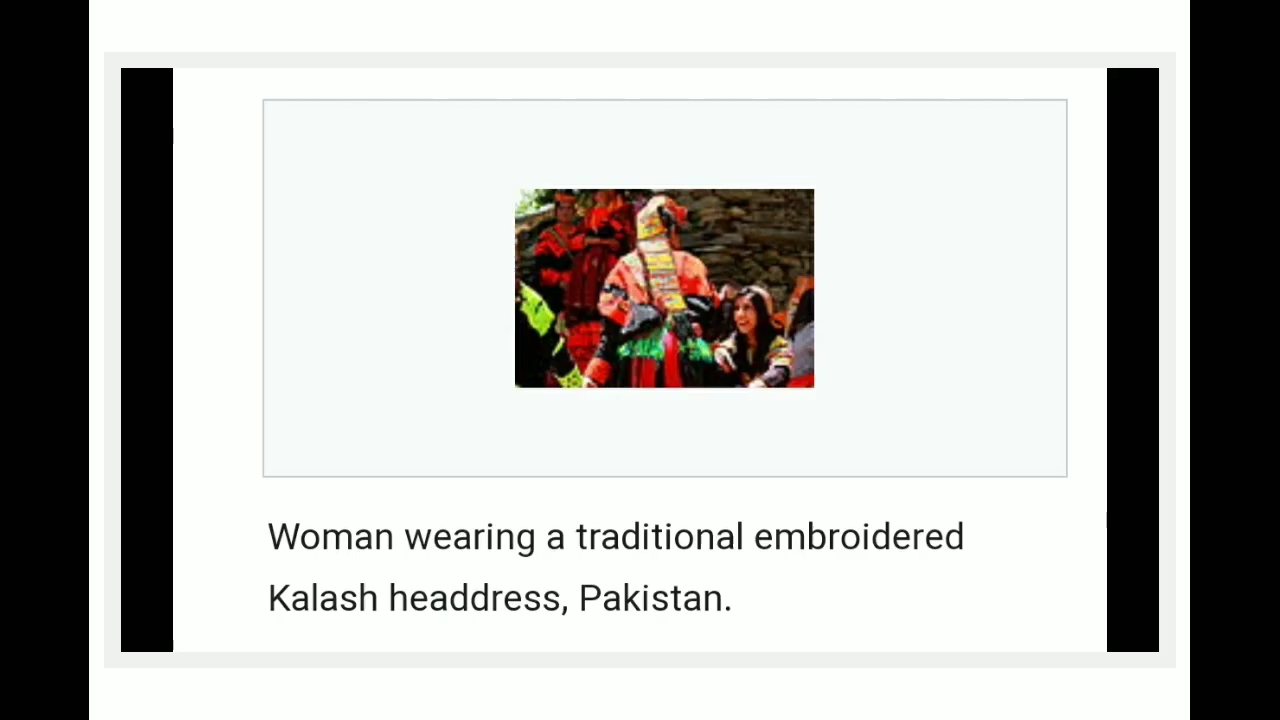 Woman wearing a traditional embroidered
Kalash headdress, Pakistan.